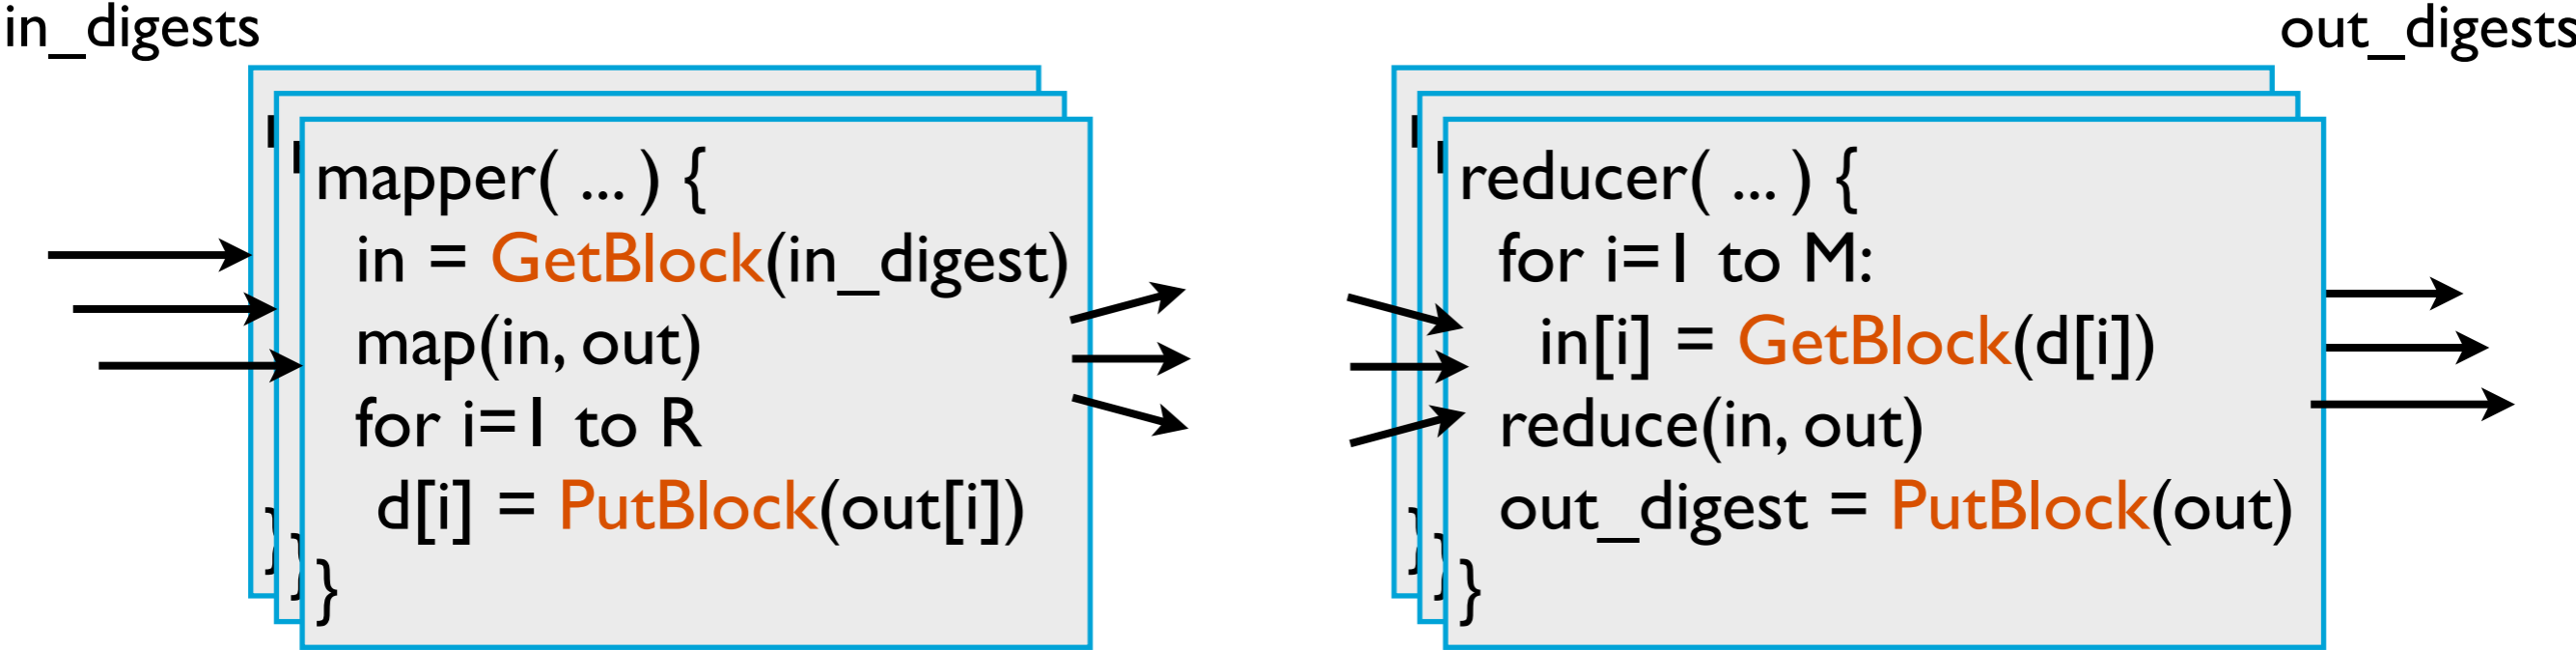 in_digests
out_digests
mapper( ... ) {
in = GetBlock(in_digest)
map(in, out)
for i=1 to R
d[i] = PutBlock(out[i])
}
reducer( ... ) {
for i=1 to M:
in[i] = GetBlock(d[i])
reduce(in, out)
out_digest = PutBlock(out)
}
}
}
}
}